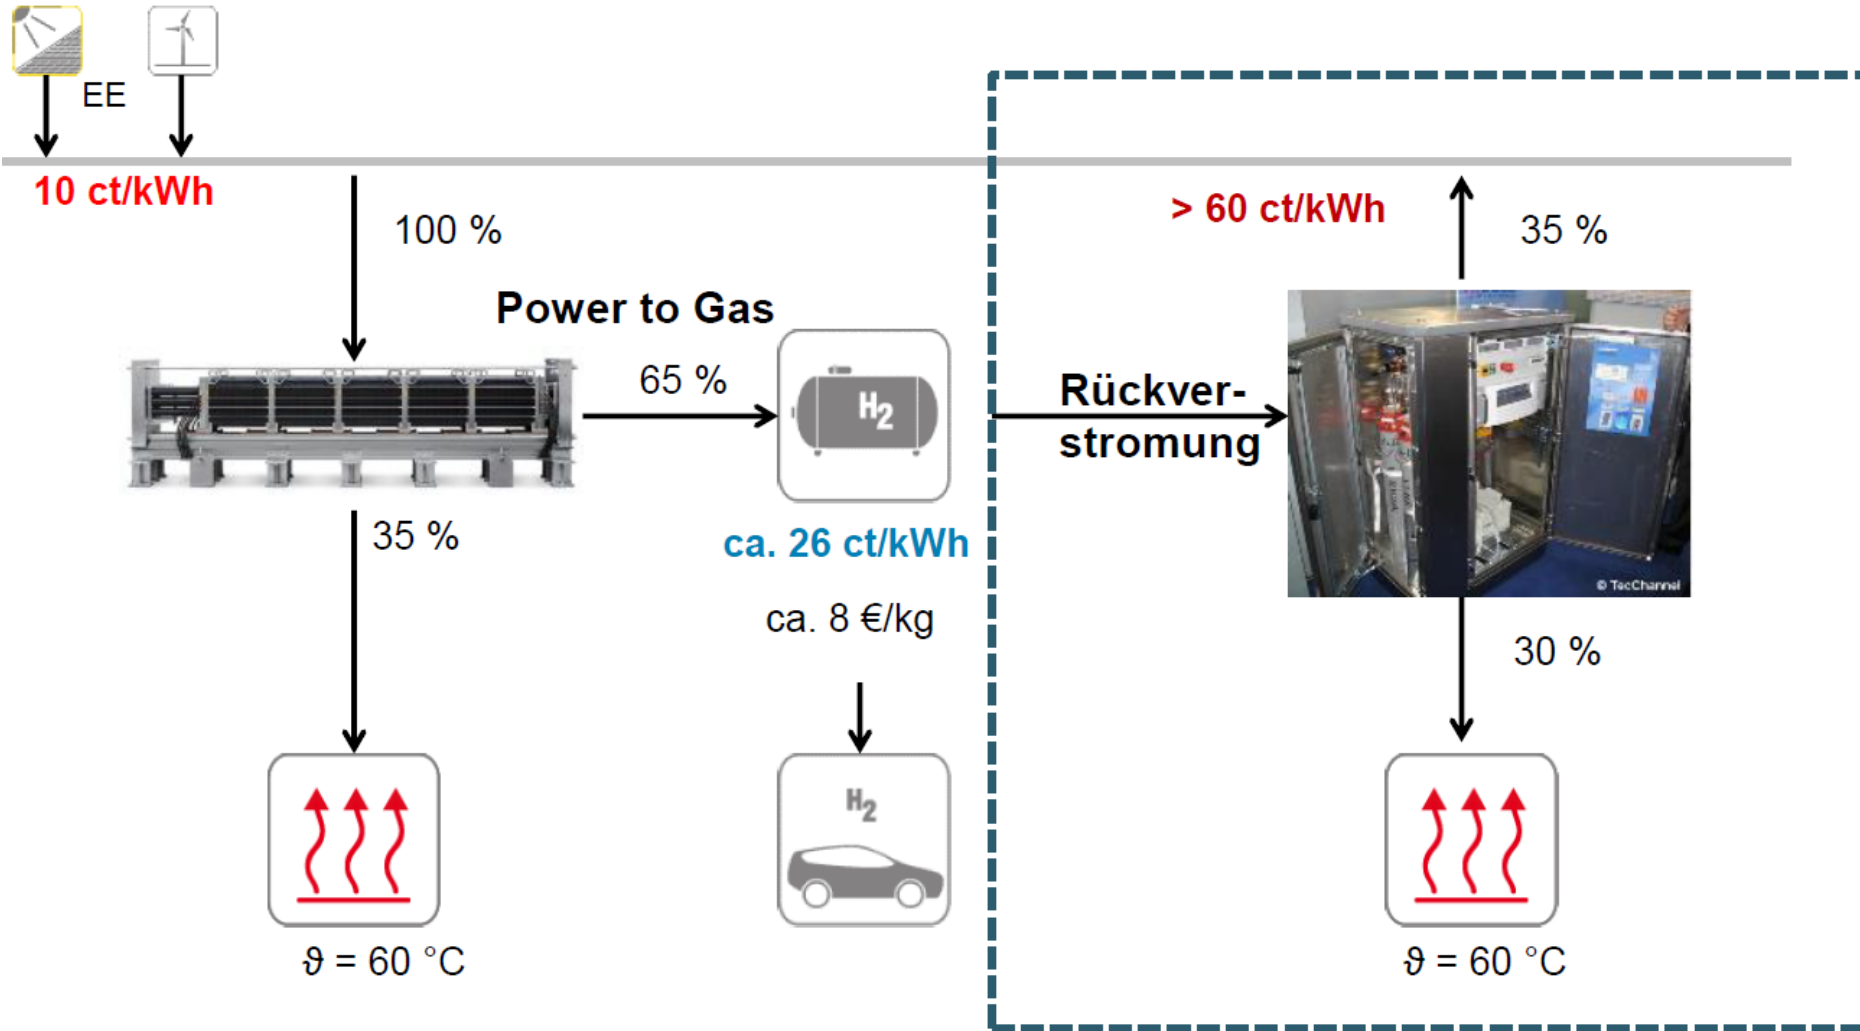 EE
10 ct/kWh
100 %
> 60 ct/kWh
35 %
Power to Gas
65 %
H2
Rückver-
stromung
35 %
ca. 26 ct/kWh
ca. 8 €/kg
© TecChannel
30 %
H2
ϑ = 60 °C
ϑ = 60 °C